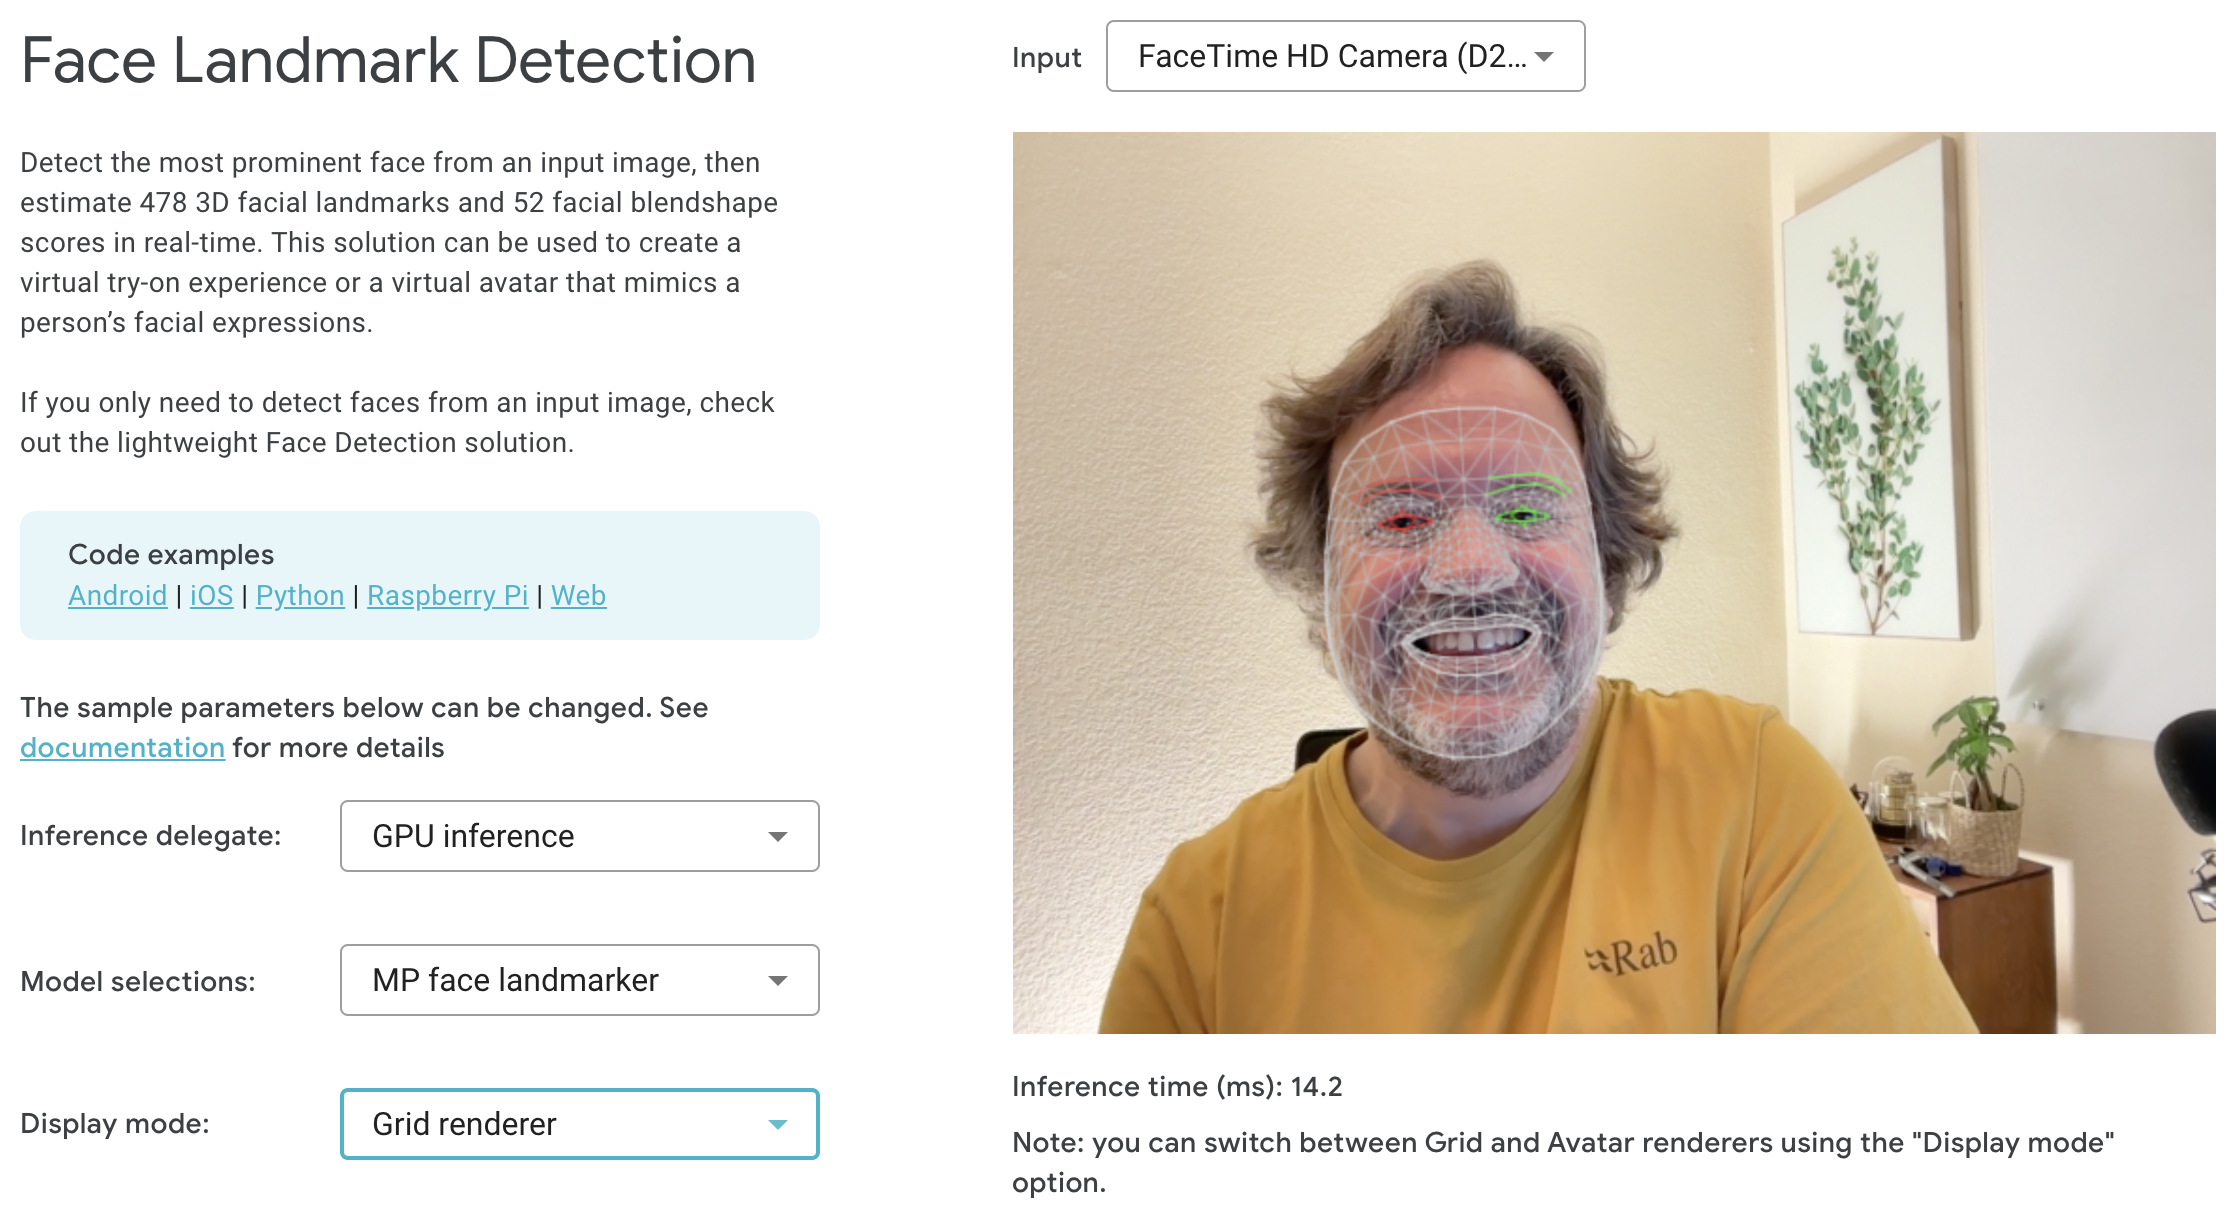 Face Landmark Detection
Detect the most prominent face from an input image, then
estimate 478 3D facial landmarks and 52 facial blendshape
scores in real-time. This solution can be used to create a
virtual try-on experience or a virtual avatar that mimics a
person’s facial expressions.
If you only need to detect faces from an input image, check
out the lightweight Face Detection solution.
Code examples
Android | iOS | Python | Raspberry Pi | Web
The sample parameters below can be changed. See
documentation for more details
Inference delegate: GPU inference
Model selections: MP face landmarker
Display mode: Grid renderer
Input FaceTime HD Camera (D2...
Rab
Inference time (ms): 14.2
Note: you can switch between Grid and Avatar renderers using the "Display mode"
option.